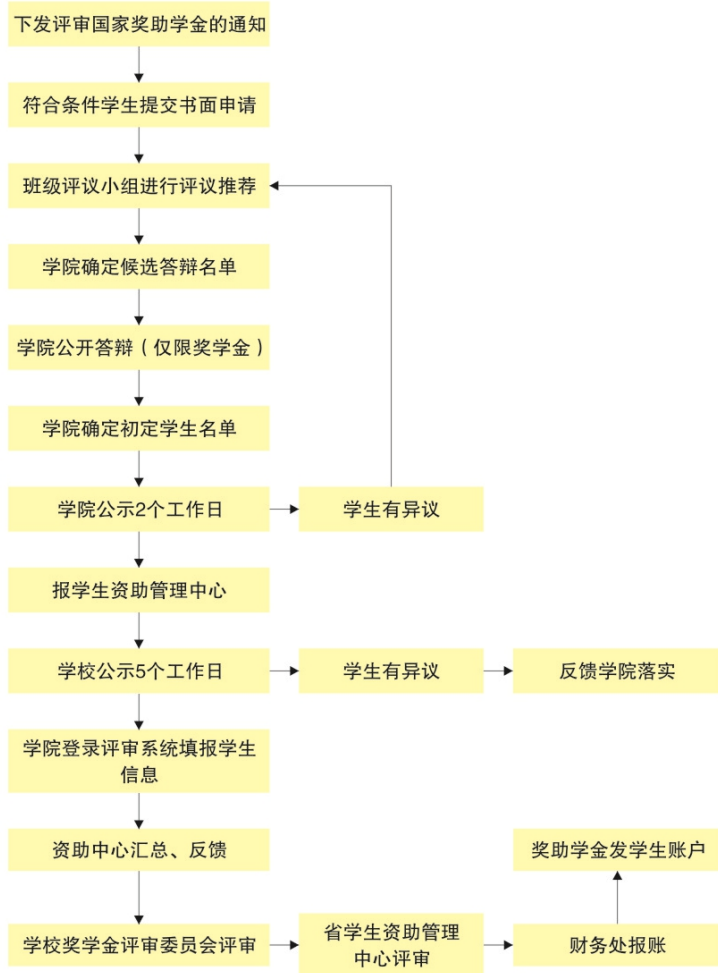 下发评审国家奖助学金的通知
符合条件学生提交书面申请
班级评议小组进行评议推荐
学院确定候选答辩名单
学院公开答辩（仅限奖学金）
学院确定初定学生名单
学院公示2个工作日
学生有异议
报学生资助管理中心
学校公示5个工作日
学生有异议
反馈学院落实
学院登录评审系统填报学生
信息
资助中心汇总、反馈
奖助学金发学生账户
学校奖学金评审委员会评审
省学生资助管理
中心评审
财务处报账